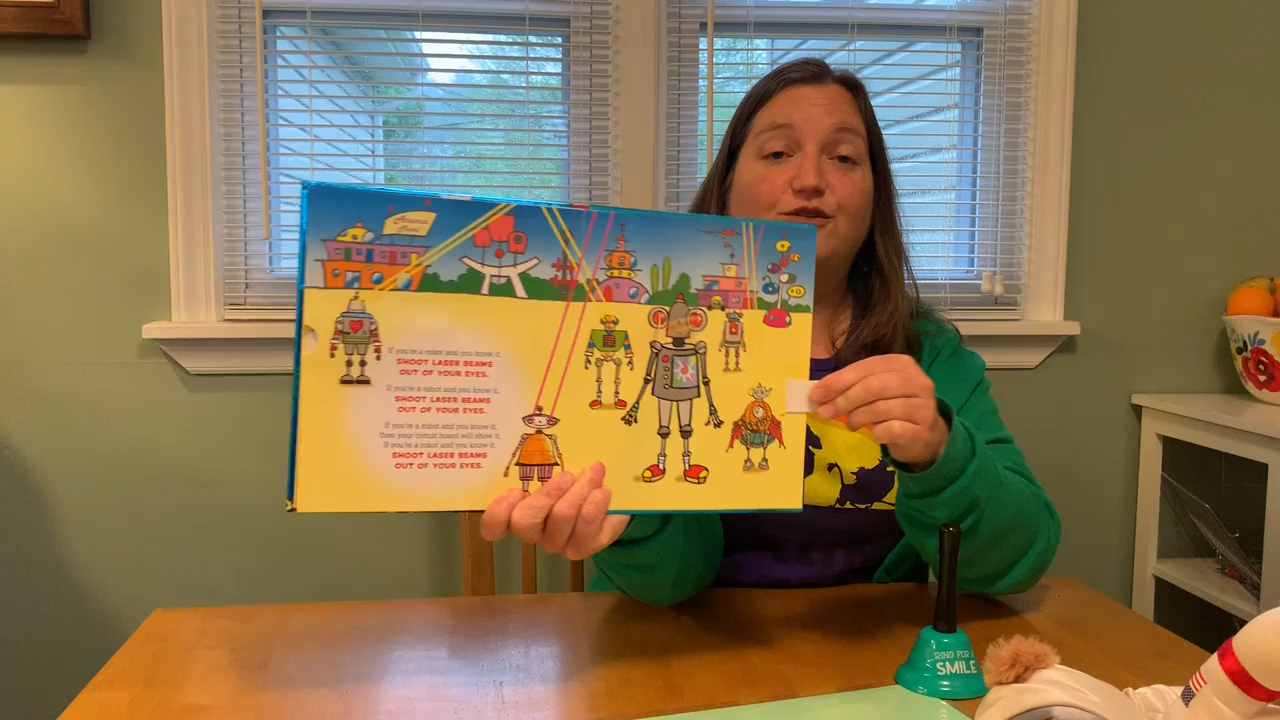 If you're a robot and you know it,
SHOOT LASER BEAMS
OUT OF YOUR EYES.
If you're a robot and you know it,
SHOOT LASER BEAMS
OUT OF YOUR EYES.
If you're a robot and you know it,
then your circuit board will show it.
If you're a robot and you know it,
SHOOT LASER BEAMS
OUT OF YOUR EYES.
RING FOR A
SMILE